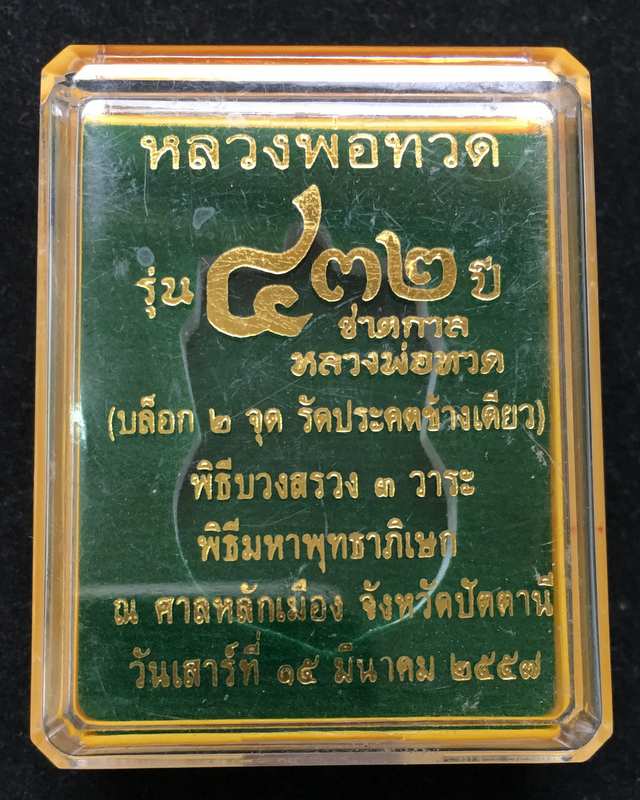 หลวงพ่อทวด
รุ่น ๔๓๒ ปี
ชาตกาล
หลวงพ่อทวด
(บล็อก ๒ จุด รัดประคตข้างเดียว)
พิธีบวงสรวง ๓ วาระ
พิธีมหาพุทธาภิเษก
ณ ศาลหลักเมือง จังหวัดปัตตานี
วันเสาร์ที่ ๑๕ มีนาคม ๒๕๕๗